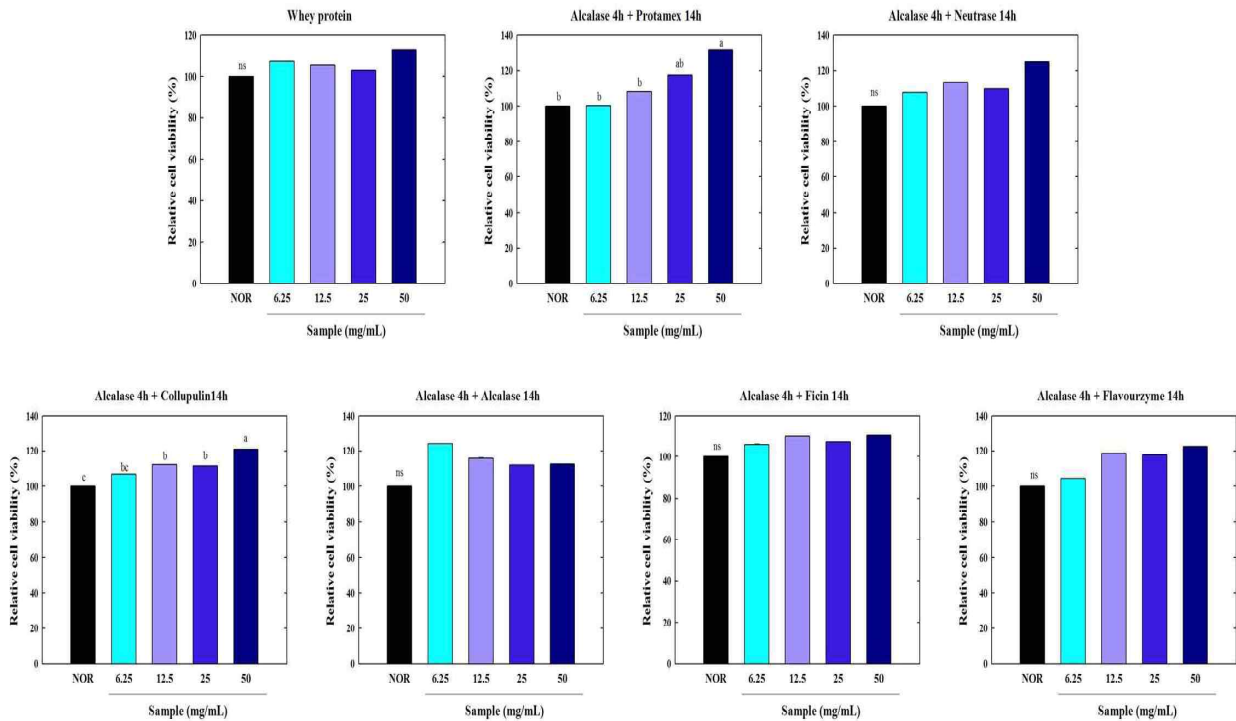 Whey protein
Relative cell viability (%)
120
100
80
60
40
20
0
ns
NOR 6.25 12.5 25 50
Sample (mg/mL)
Alcalase 4h + Protamex 14h
Relative cell viability (%)
140
120
100
80
60
40
20
0
b b b ab a
NOR 6.25 12.5 25 50
Sample (mg/mL)
Alcalase 4h + Neutrase 14h
Relative cell viability (%)
140
120
100
80
60
40
20
0
ns
NOR 6.25 12.5 25 50
Sample (mg/mL)
Alcalase 4h + Collupulin14h
Relative cell viability (%)
140
120
100
80
60
40
20
0
c bc b b a
NOR 6.25 12.5 25 50
Sample (mg/mL)
Alcalase 4h + Alcalase 14h
Relative cell viability (%)
140
120
100
80
60
40
20
0
ns
NOR 6.25 12.5 25 50
Sample (mg/mL)
Alcalase 4h + Ficin 14h
Relative cell viability (%)
120
100
80
60
40
20
0
ns
NOR 6.25 12.5 25 50
Sample (mg/mL)
Alcalase 4h + Flavourzyme 14h
Relative cell viability (%)
140
120
100
80
60
40
20
0
ns
NOR 6.25 12.5 25 50
Sample (mg/mL)